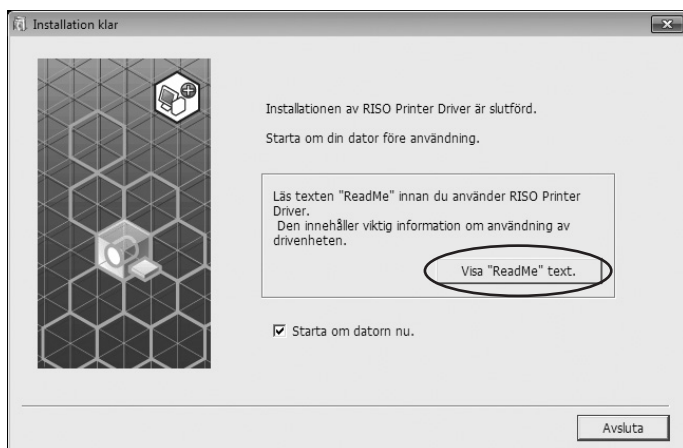 Installation klar
Installationen av RISO Printer Driver är slutförd.
Starta om din dator före användning.
Läs texten "ReadMe" innan du använder RISO Printer
Driver.
Den innehåller viktig information om användning av
drivenheten.
Visa "ReadMe" text.
Starta om datorn nu.
Avsluta